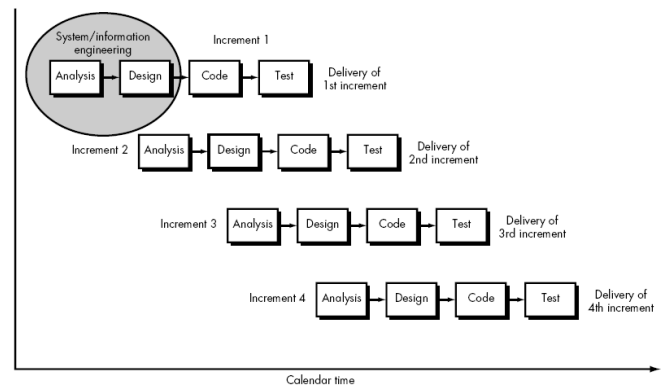 System/information
engineering
Increment 1
Analysis
Design
Code
Test
Delivery of
1st increment
Increment 2
Analysis
Design
Code
Test
Delivery of
2nd increment
Increment 3
Analysis
Design
Code
Test
Delivery of
3rd increment
Increment 4
Analysis
Design
Code
Test
Delivery of
4th increment
Calendar time